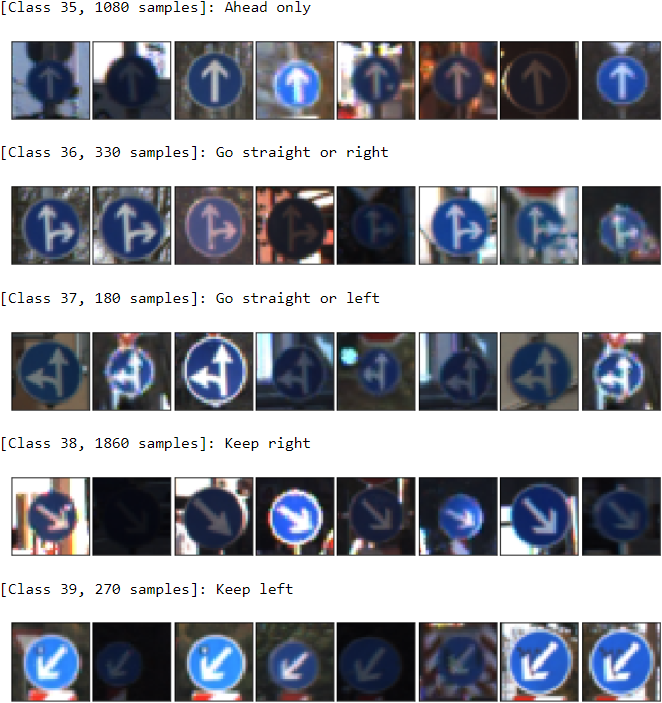 [Class 35, 1080 samples]: Ahead only
[Class 36, 330 samples]: Go straight or right
[Class 37, 180 samples]: Go straight or left
[Class 38, 1860 samples]: Keep right
[Class 39, 270 samples]: Keep left